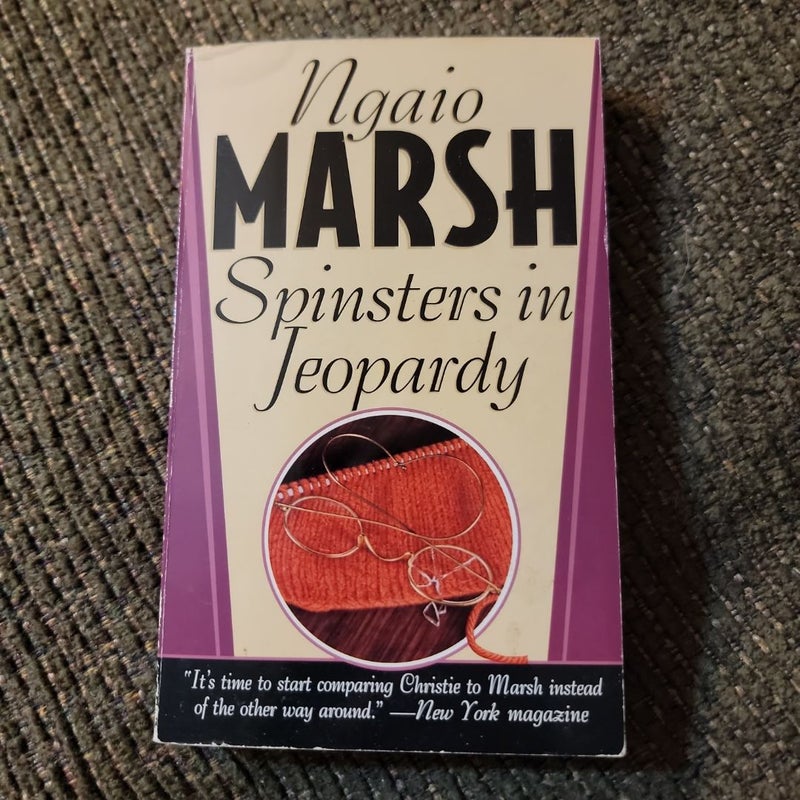 Ngaio
MARSH
Spinsters in
Jeopardy
"It's time to start comparing Christie to Marsh instead
of the other way around." —New York magazine